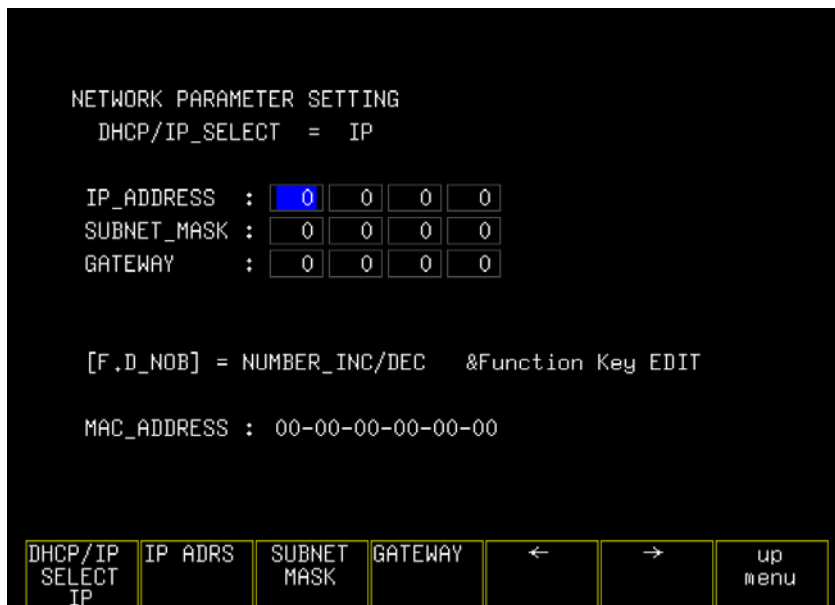 NETWORK PARAMETER SETTING
DHCP/IP_SELECT = IP
IP_ADDRESS : 0 0 0 0
SUBNET_MASK : 0 0 0 0
GATEWAY : 0 0 0 0
[F.D_NOB] = NUMBER_INC/DEC &Function Key EDIT
MAC_ADDRESS : 00-00-00-00-00-00
DHCP/IP IP ADRS SUBNET GATEWAY ← → up
SELECT MASK menu
IP